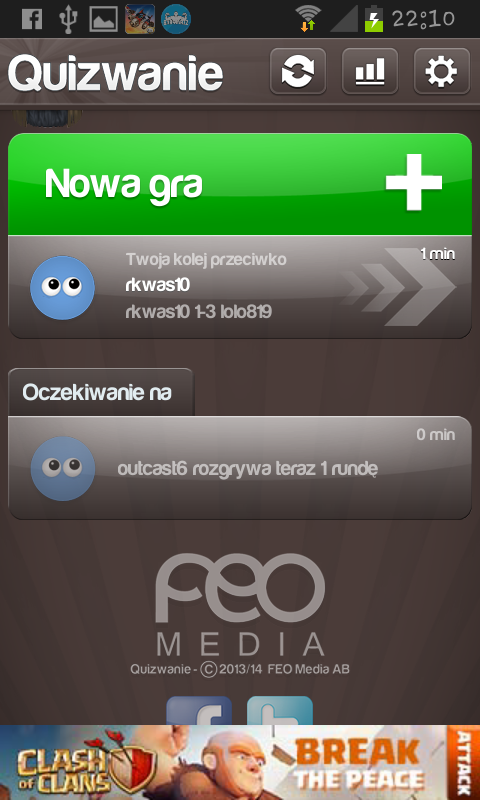 22:10
Quizwanie
Nowa gra
1 min
Twoja kolej przeciwko
rkwas10
rkwas10 1-3 lolo819
Oczekiwanie na
0 min
outcast6 rozgrywa teraz 1 rundę
FEO
MEDIA
Quizwanie - © 2013/14 FEO Media AB
CLASH
OF CLANS
BREAK
THE PEACE
ATTACK